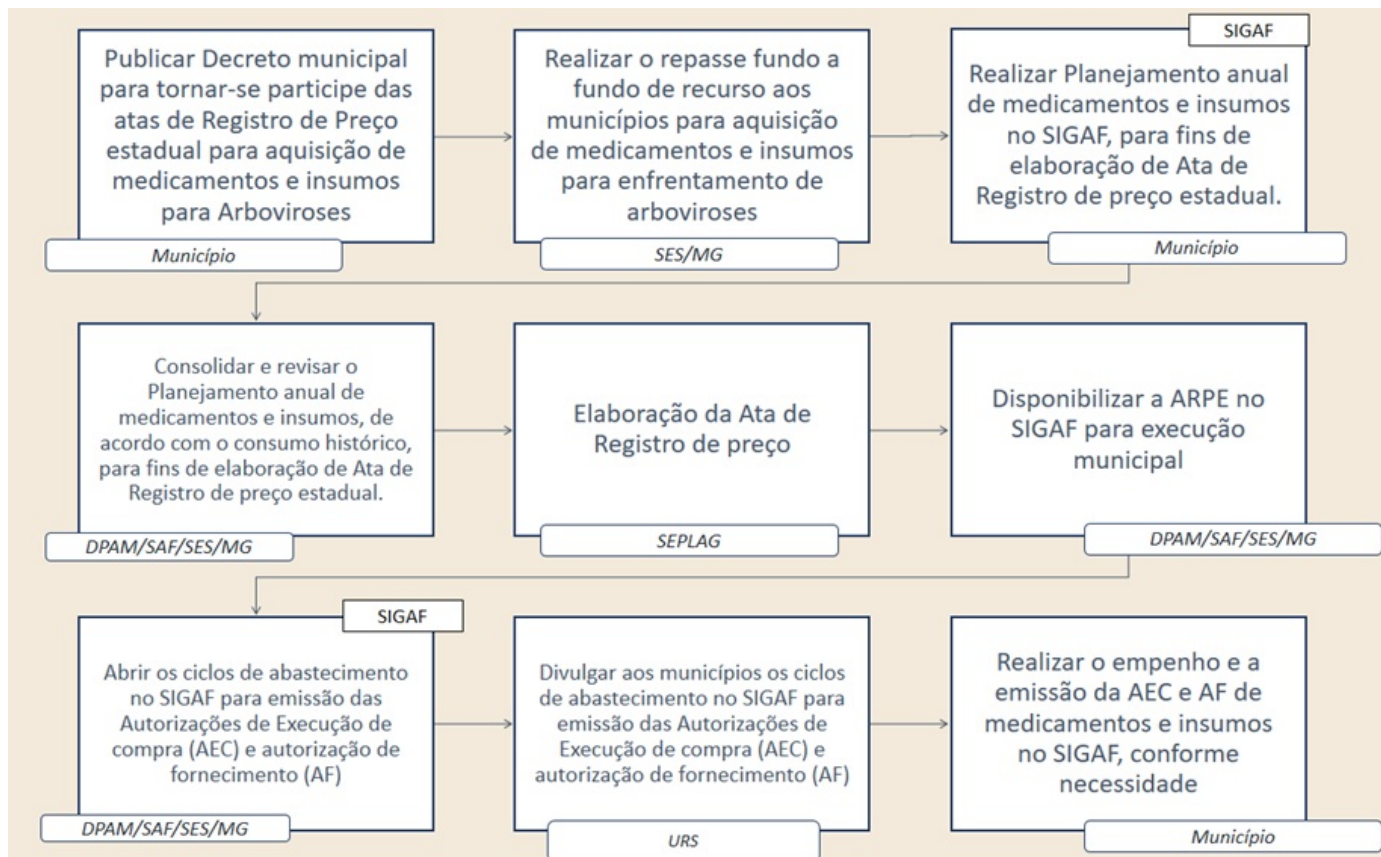 Publicar Decreto municipal
para tornar-se participe das
atas de Registro de Preço
estadual para aquisição de
medicamentos e insumos
para Arboviroses
Município
Realizar o repasse fundo a
fundo de recurso aos
municípios para aquisição
de medicamentos e insumos
para enfrentamento de
arboviroses
SES/MG
SIGAF
Realizar Planejamento anual
de medicamentos e insumos
no SIGAF, para fins de
elaboração de Ata de
Registro de preço estadual.
Município
Consolidar e revisar o
Planejamento anual de
medicamentos e insumos, de
acordo com o consumo histórico,
para fins de elaboração de Ata de
Registro de preço estadual.
DPAM/SAF/SES/MG
Elaboração da Ata de
Registro de preço
SEPLAG
Disponibilizar a ARPE no
SIGAF para execução
municipal
DPAM/SAF/SES/MG
SIGAF
Abrir os ciclos de abastecimento
no SIGAF para emissão das
Autorizações de Execução de
compra (AEC) e autorização de
fornecimento (AF)
DPAM/SAF/SES/MG
Divulgar aos municípios os ciclos
de abastecimento no SIGAF para
emissão das Autorizações de
Execução de compra (AEC) e
autorização de fornecimento (AF)
URS
Realizar o empenho e a
emissão da AEC e AF de
medicamentos e insumos
no SIGAF, conforme
necessidade
Município